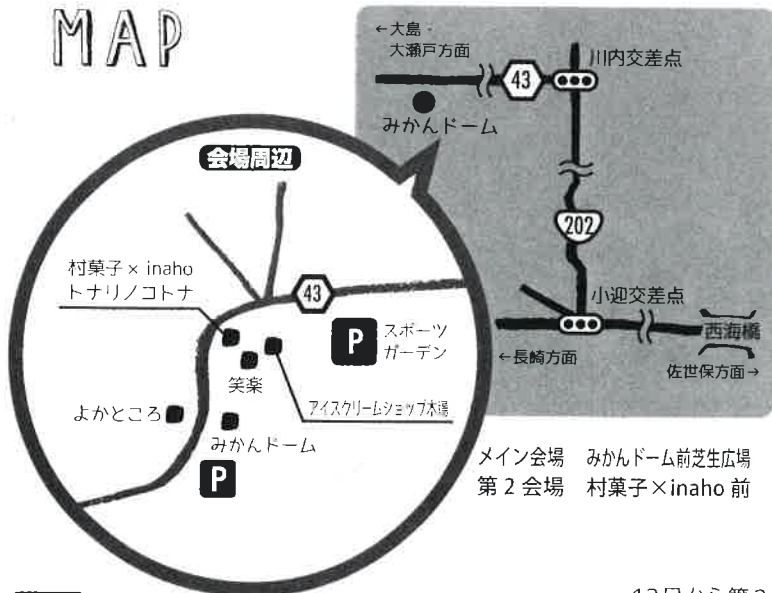 MAP
←大島・
大瀬戸方面
43
川内交差点
みかんドーム
202
小迎交差点
←長崎方面
西海橋
佐世保方面→
会場周辺
村菓子×inaho
トナリノコトナ
43
P
スポーツ
ガーデン
笑楽
アイスクリームショップ木場
よかところ
みかんドーム
P
メイン会場 みかんドーム前芝生広場
第2会場 村菓子×inaho前